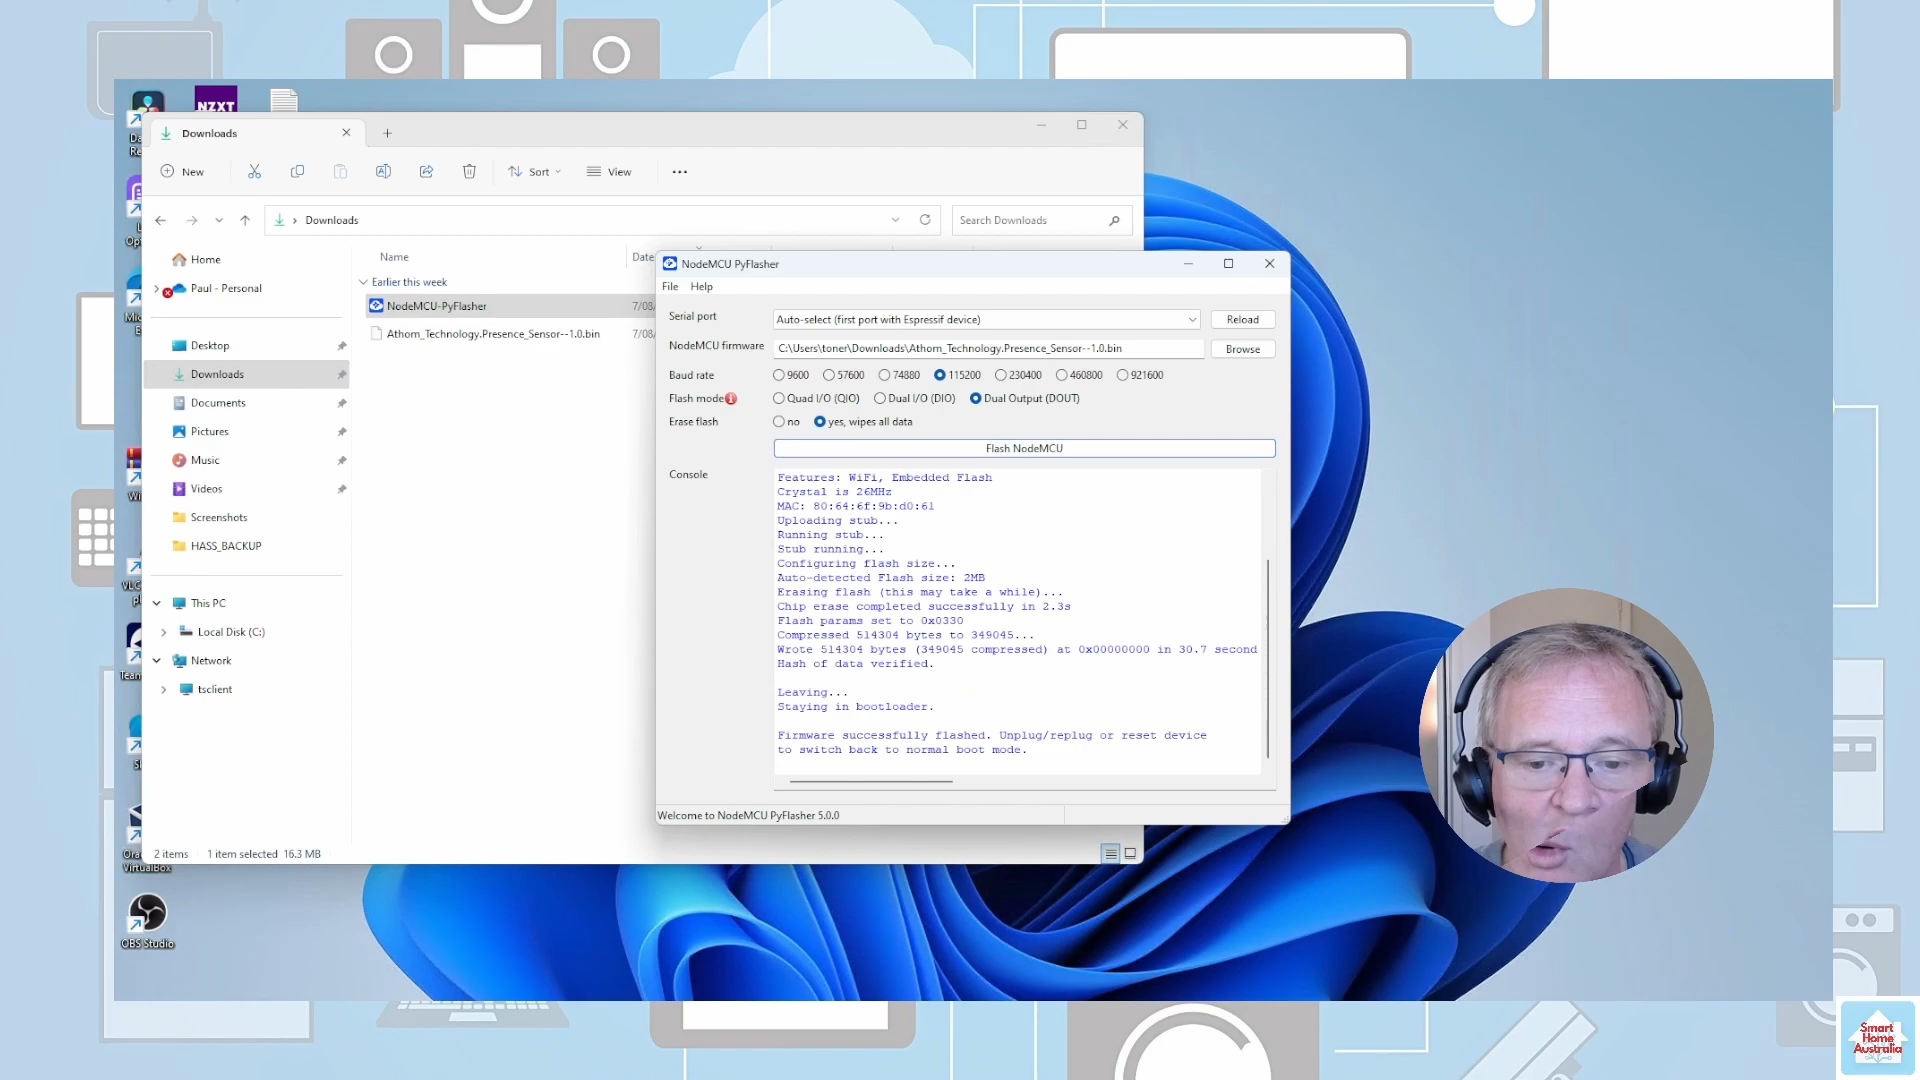 NZXT
Downloads
New
Sort
View
Downloads
Search Downloads
Home
Paul - Personal
Desktop
Downloads
Documents
Pictures
Music
Videos
Screenshots
HASS_BACKUP
This PC
Local Disk (C:)
Network
tsclient
Name
Date
Earlier this week
NodeMCU-PyFlasher
7/08/
Athom_Technology.Presence_Sensor--1.0.bin
7/08/
2 items 1 item selected 16.3 MB
VirtualBox
OBS Studio
NodeMCU PyFlasher
File Help
Serial port
Auto-select (first port with Espressif device)
Reload
NodeMCU firmware
C:\Users\toner\Downloads\Athom_Technology.Presence_Sensor--1.0.bin
Browse
Baud rate
9600 57600 74880 115200 230400 460800 921600
Flash mode
Quad I/O (QIO) Dual I/O (DIO) Dual Output (DOUT)
Erase flash
no yes, wipes all data
Flash NodeMCU
Console
Features: WiFi, Embedded Flash
Crystal is 26MHz
MAC: 80:64:6f:9b:d0:61
Uploading stub...
Running stub...
Stub running...
Configuring flash size...
Auto-detected Flash size: 2MB
Erasing flash (this may take a while)...
Chip erase completed successfully in 2.3s
Flash params set to 0x0330
Compressed 514304 bytes to 349045...
Wrote 514304 bytes (349045 compressed) at 0x00000000 in 30.7 second
Hash of data verified.
Leaving...
Staying in bootloader.
Firmware successfully flashed. Unplug/replug or reset device
to switch back to normal boot mode.
Welcome to NodeMCU PyFlasher 5.0.0
Smart
Home
Australia